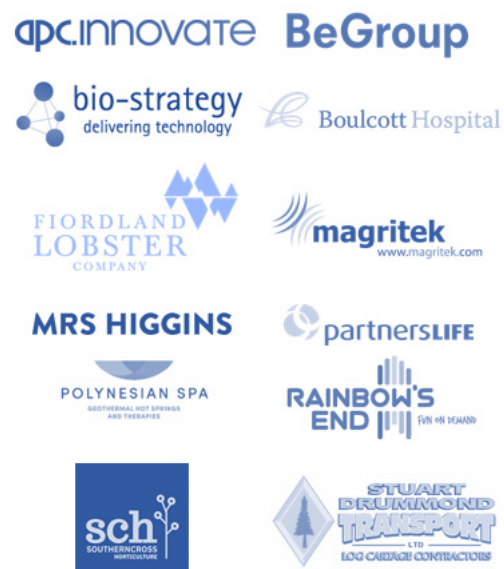 apc.innovate
BeGroup
bio-strategy
delivering technology
Boulcott Hospital
FIORDLAND
LOBSTER
COMPANY
magritek
www.magritek.com
MRS HIGGINS
partnersLIFE
POLYNESIAN SPA
GEOTHERMAL HOT SPRINGS
AND THERAPIES
RAINBOW'S
END
FUN ON DEMAND
sch
SOUTHERNCROSS
HORTICULTURE
STUART
DRUMMOND
TRANSPORT
LTD
LOG CARTAGE CONTRACTORS